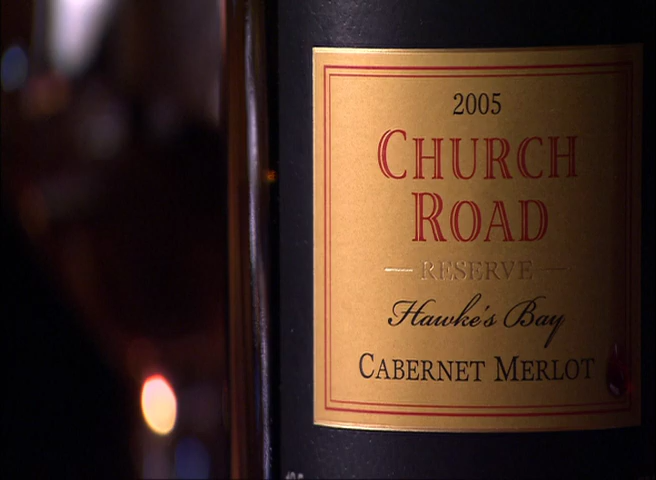 2005
CHURCH
ROAD
RESERVE
Hawke's Bay
CABERNET MERLOT